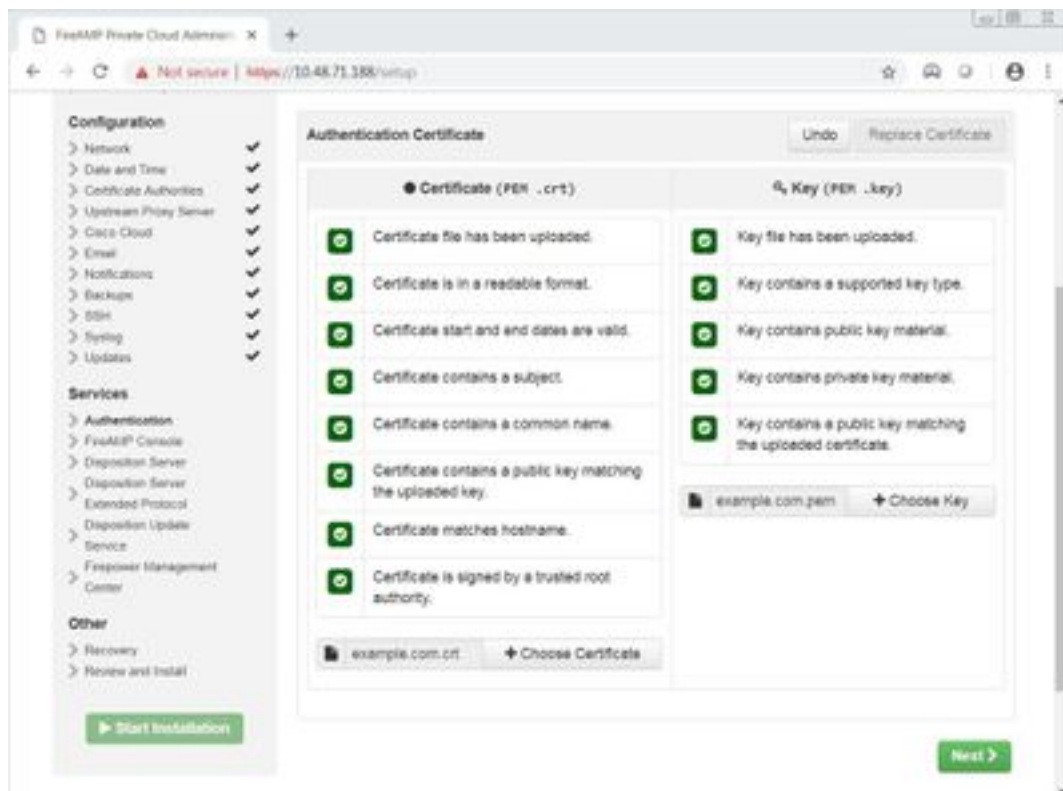 FireAMP Private Cloud Administ
Not secure | https://10.48.71.188/setup
Configuration
Network
Date and Time
Certificate Authorities
Upstream Proxy Server
Cisco Cloud
Email
Notifications
Backups
SSH
Syslog
Updates
Services
Authentication
FireAMP Console
Disposition Server
Disposition Server
Extended Protocol
Disposition Update
Service
Firepower Management
Center
Other
Recovery
Review and Install
Start Installation
Authentication Certificate
Undo
Replace Certificate
Certificate (PEM .crt)
Certificate file has been uploaded.
Certificate is in a readable format.
Certificate start and end dates are valid.
Certificate contains a subject.
Certificate contains a common name.
Certificate contains a public key matching
the uploaded key.
Certificate matches hostname.
Certificate is signed by a trusted root
authority.
example.com.crt
+ Choose Certificate
Key (PEM .key)
Key file has been uploaded.
Key contains a supported key type.
Key contains public key material.
Key contains private key material.
Key contains a public key matching
the uploaded certificate.
example.com.pem
+ Choose Key
Next